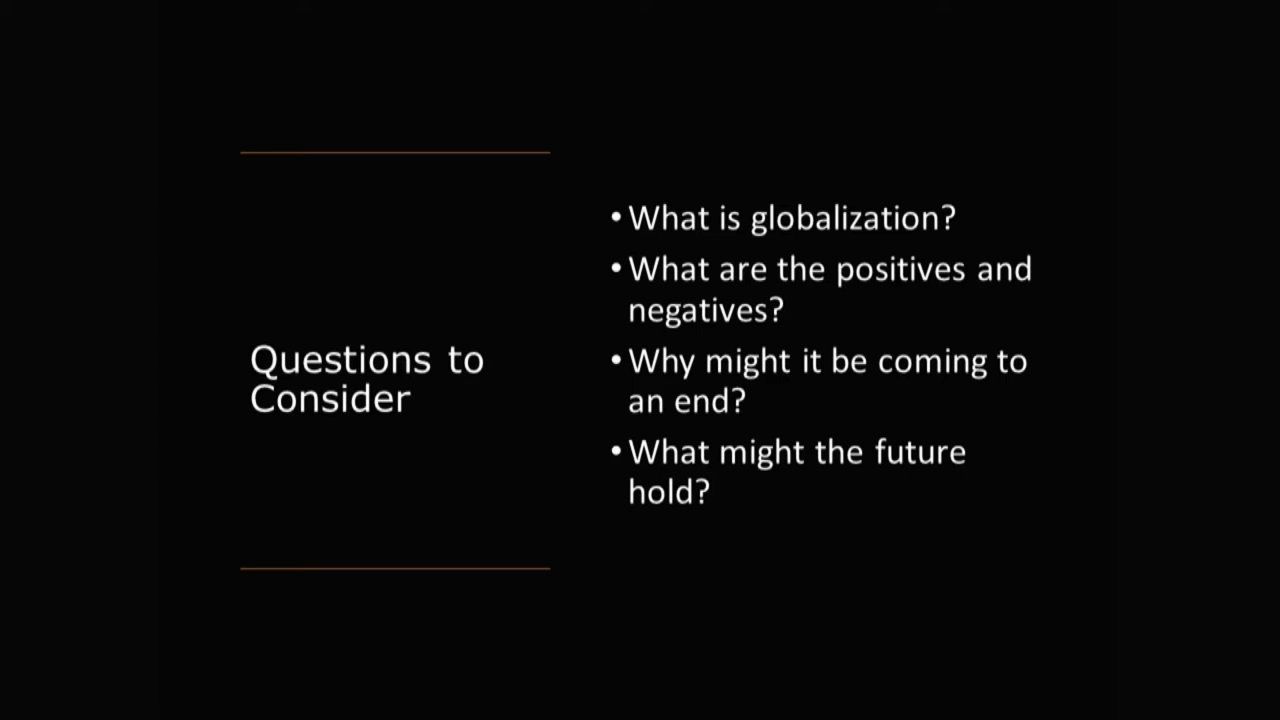 Questions to
Consider
• What is globalization?
• What are the positives and
negatives?
• Why might it be coming to
an end?
• What might the future
hold?